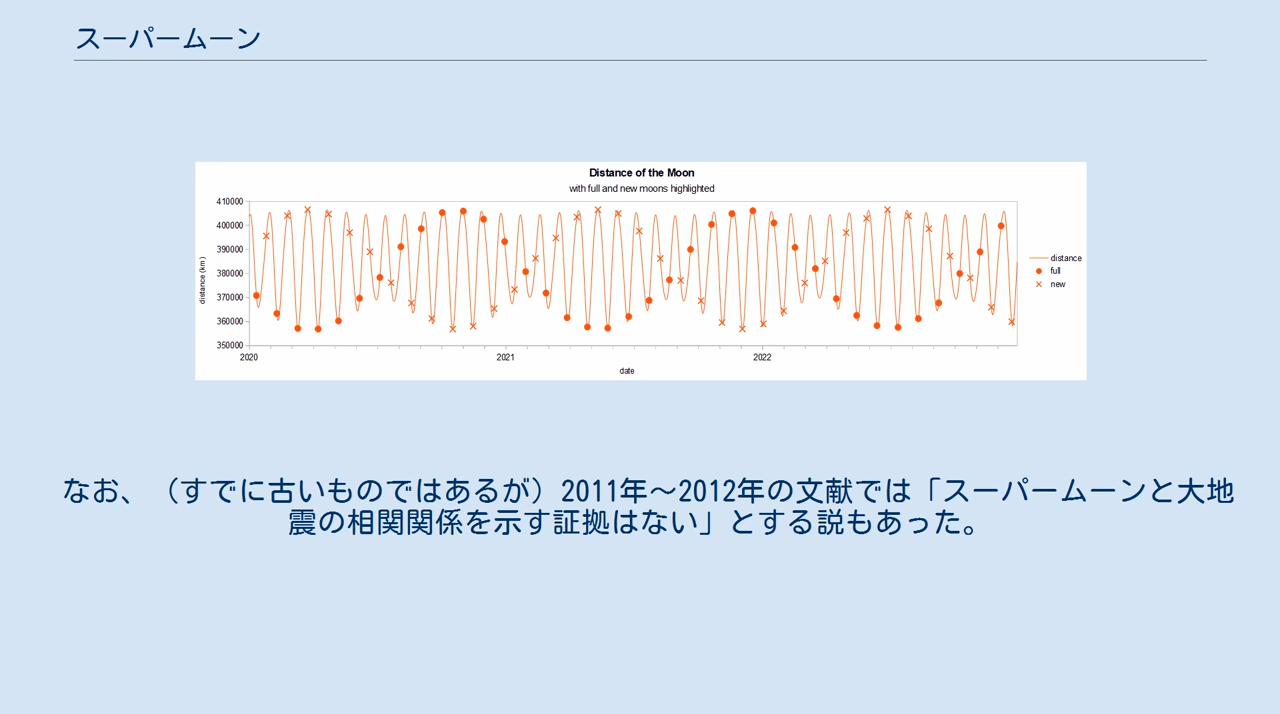 スーパームーン
Distance of the Moon
with full and new moons highlighted
410000
400000
390000
380000
370000
360000
350000
distance (km)
2020
2021
2022
date
distance
full
new
なお、（すでに古いものではあるが）2011年～2012年の文献では「スーパームーンと大地
震の相関関係を示す証拠はない」とする説もあった。